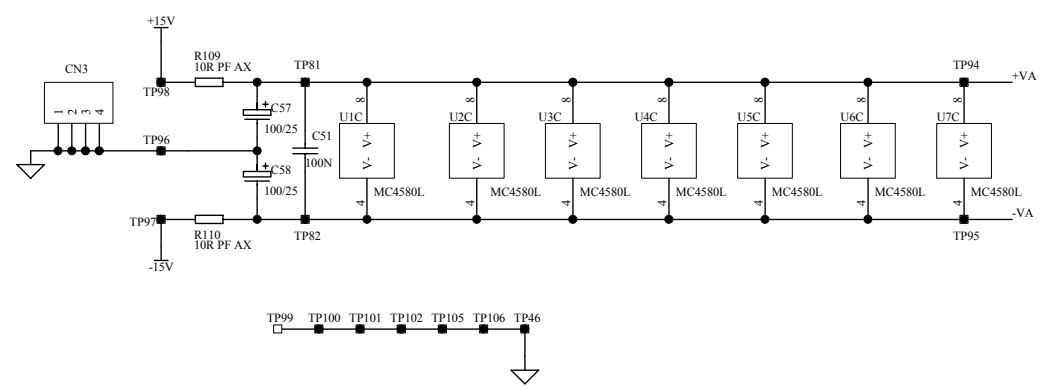 +15V
R109
10R PF AX
TP81
TP94
CN3
+VA
TP98
1 2 3 4
C57
100/25
8 8 8 8 8 8 8
U1C U2C U3C U4C U5C U6C U7C
TP96
C51
100N
V- V+ V- V+ V- V+ V- V+ V- V+ V- V+ V- V+
C58
100/25
MC4580L MC4580L MC4580L MC4580L MC4580L MC4580L MC4580L
4 4 4 4 4 4 4
TP97
-VA
R110
10R PF AX
TP82
TP95
-15V
TP99 TP100 TP101 TP102 TP105 TP106 TP46